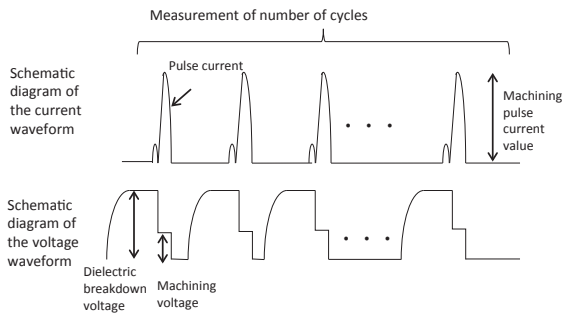 Measurement of number of cycles
Pulse current
Schematic
diagram of
the current
waveform
Machining
pulse
current
value
Schematic
diagram of
the voltage
waveform
Dielectric
breakdown
voltage
Machining
voltage